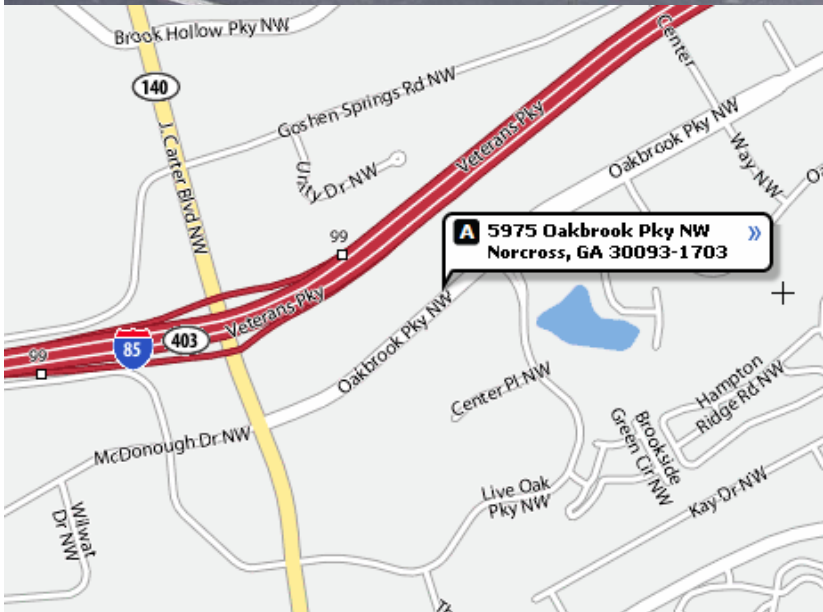 Brook Hollow Pky NW
140
Goshen Springs Rd NW
Center
Way NW
J. Carter Blvd NW
Uraty Dr NW
Veterans Pky
Oakbrook Pky NW
99
A 5975 Oakbrook Pky NW »
Norcross, GA 30093-1703
Veterans Pky
403
85
99
Oakbrook Pky NW
Center Pl NW
Hampton
Ridge Rd NW
Brookside
Green Cir NW
McDonough Dr NW
Live Oak
Pky NW
Kay Dr NW
Wilwat
Dr NW